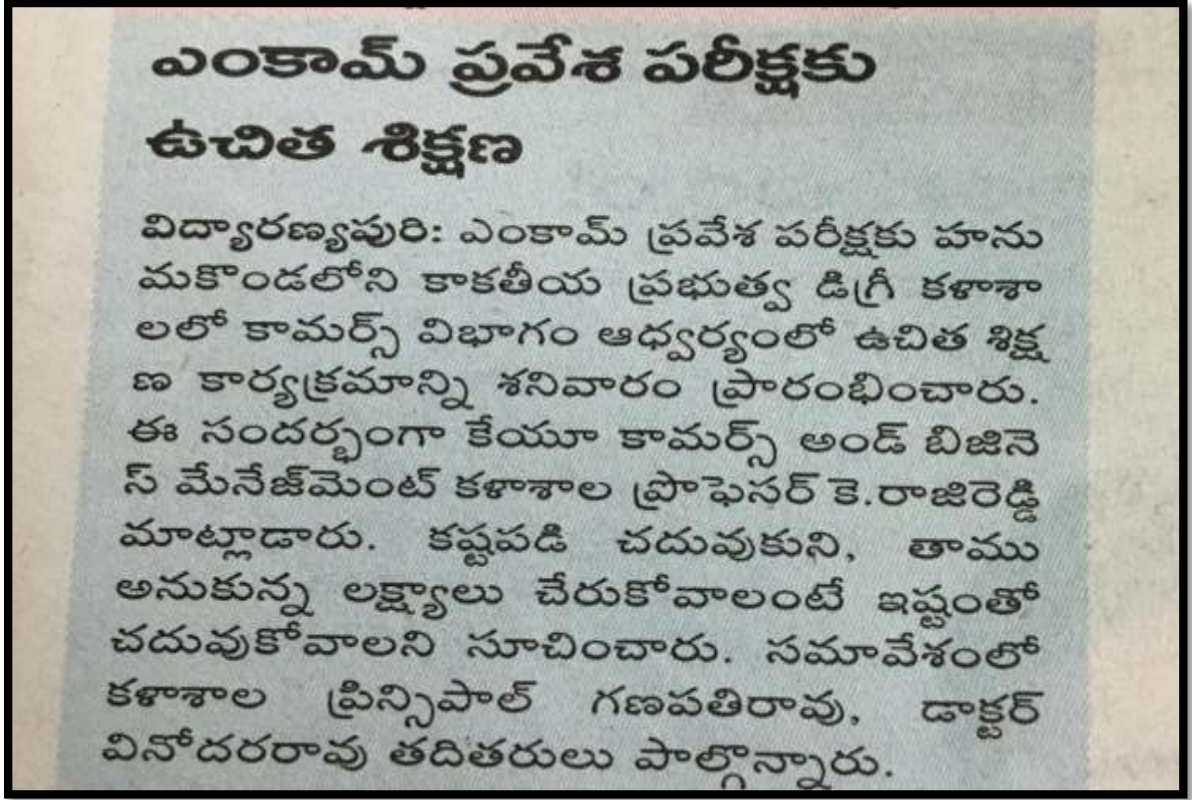 ఎంకామ్ ప్రవేశ పరీక్షకు
ఉచిత శిక్షణ
విద్యారణ్యపురి: ఎంకామ్ ప్రవేశ పరీక్షకు హను
మకొండలోని కాకతీయ ప్రభుత్వ డిగ్రీ కళాశా
లలో కామర్స్ విభాగం ఆధ్వర్యంలో ఉచిత శిక్ష
ణ కార్యక్రమాన్ని శనివారం ప్రారంభించారు.
ఈ సందర్భంగా కేయూ కామర్స్ అండ్ బిజినె
స్ మేనేజ్‌మెంట్ కళాశాల ప్రొఫెసర్ కె.రాజిరెడ్డి
మాట్లాడారు. కష్టపడి చదువుకుని, తాము
అనుకున్న లక్ష్యాలు చేరుకోవాలంటే ఇష్టంతో
చదువుకోవాలని సూచించారు. సమావేశంలో
కళాశాల ప్రిన్సిపాల్ గణపతిరావు, డాక్టర్
వినోదరరావు తదితరులు పాల్గొన్నారు.